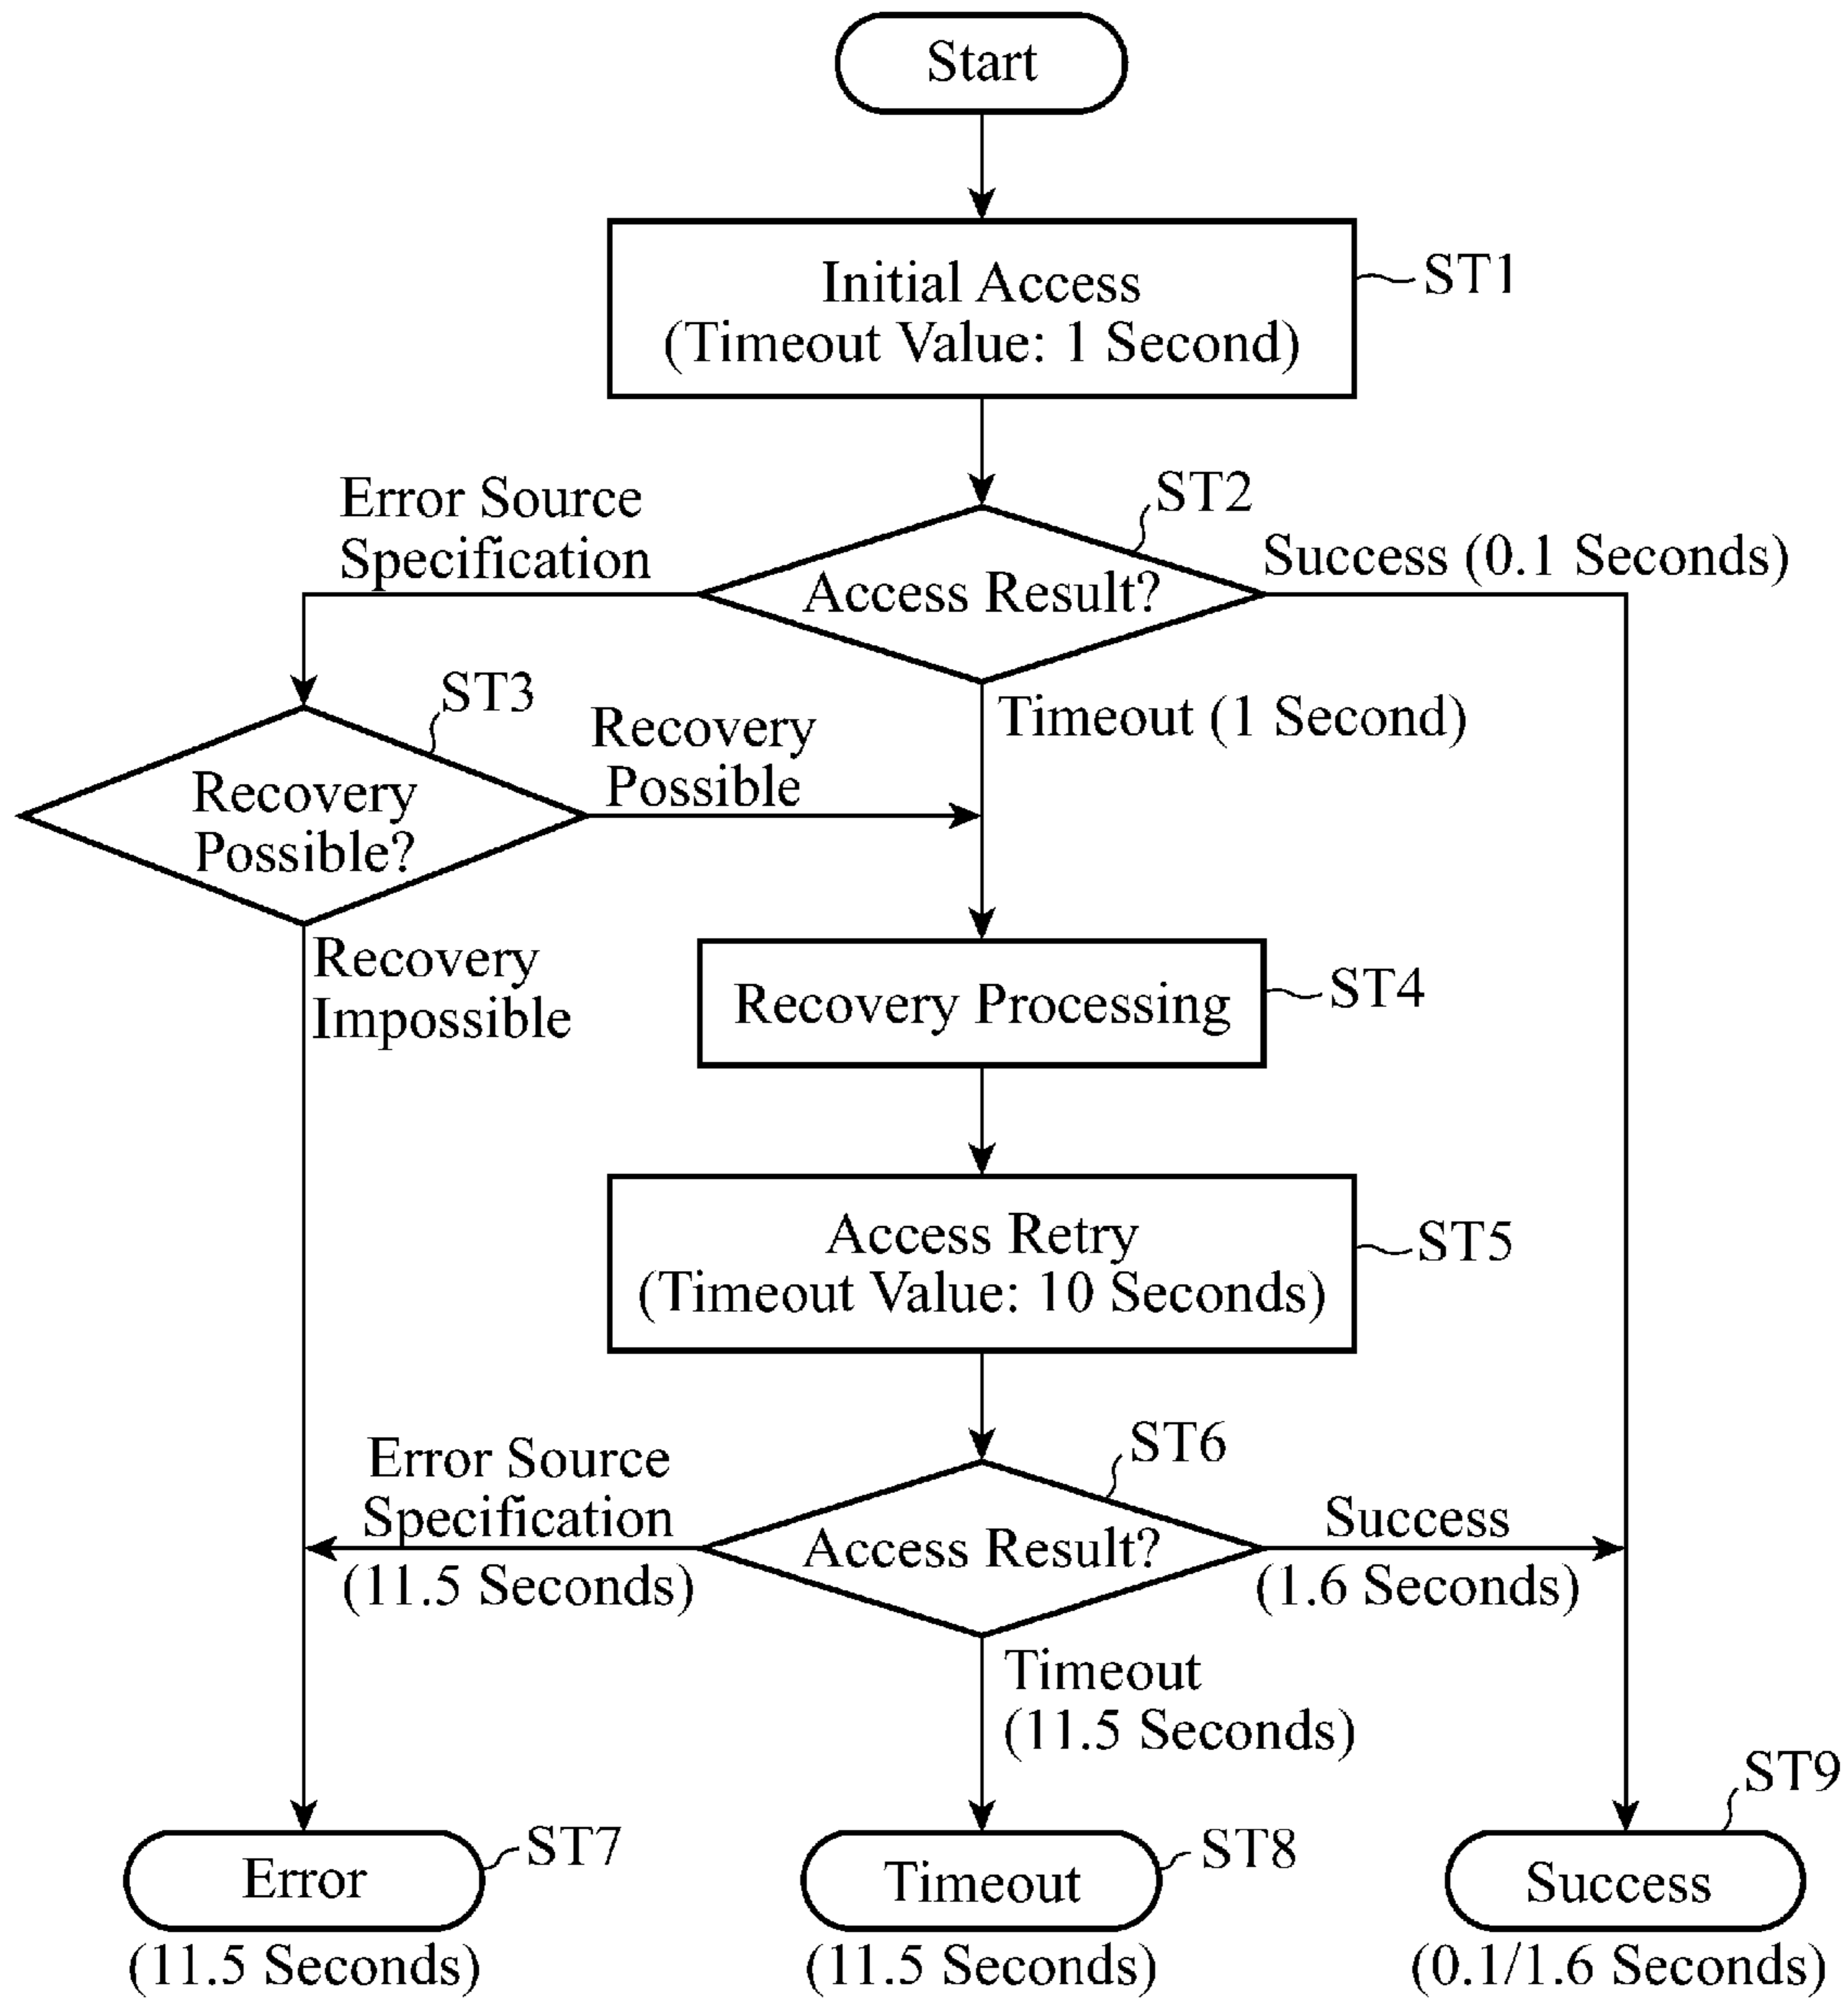 Start
Initial Access
(Timeout Value: 1 Second)
ST1
Error Source
Specification
ST2
Access Result?
Success (0.1 Seconds)
ST3
Recovery
Possible?
Recovery
Possible
Timeout (1 Second)
Recovery
Impossible
Recovery Processing
ST4
Access Retry
(Timeout Value: 10 Seconds)
ST5
Error Source
Specification
(11.5 Seconds)
ST6
Access Result?
Success
(1.6 Seconds)
Timeout
(11.5 Seconds)
Error
ST7
(11.5 Seconds)
Timeout
ST8
(11.5 Seconds)
ST9
Success
(0.1/1.6 Seconds)